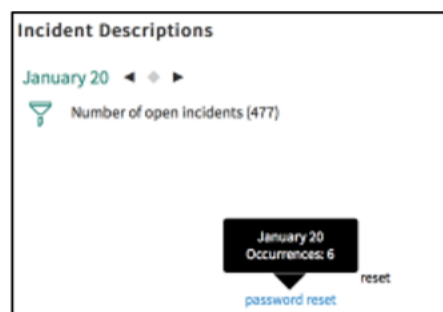 Incident Descriptions
January 20
Number of open incidents (477)
January 20
Occurrences: 6
reset
password reset